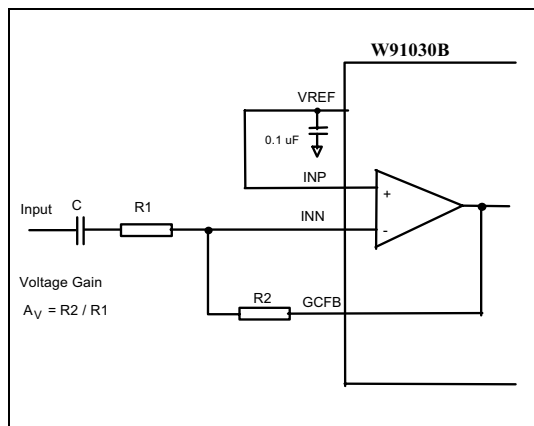 W91030B
VREF
0.1 uF
INP
+
Input
C
R1
INN
-
Voltage Gain
R2
GCFB
AV = R2 / R1